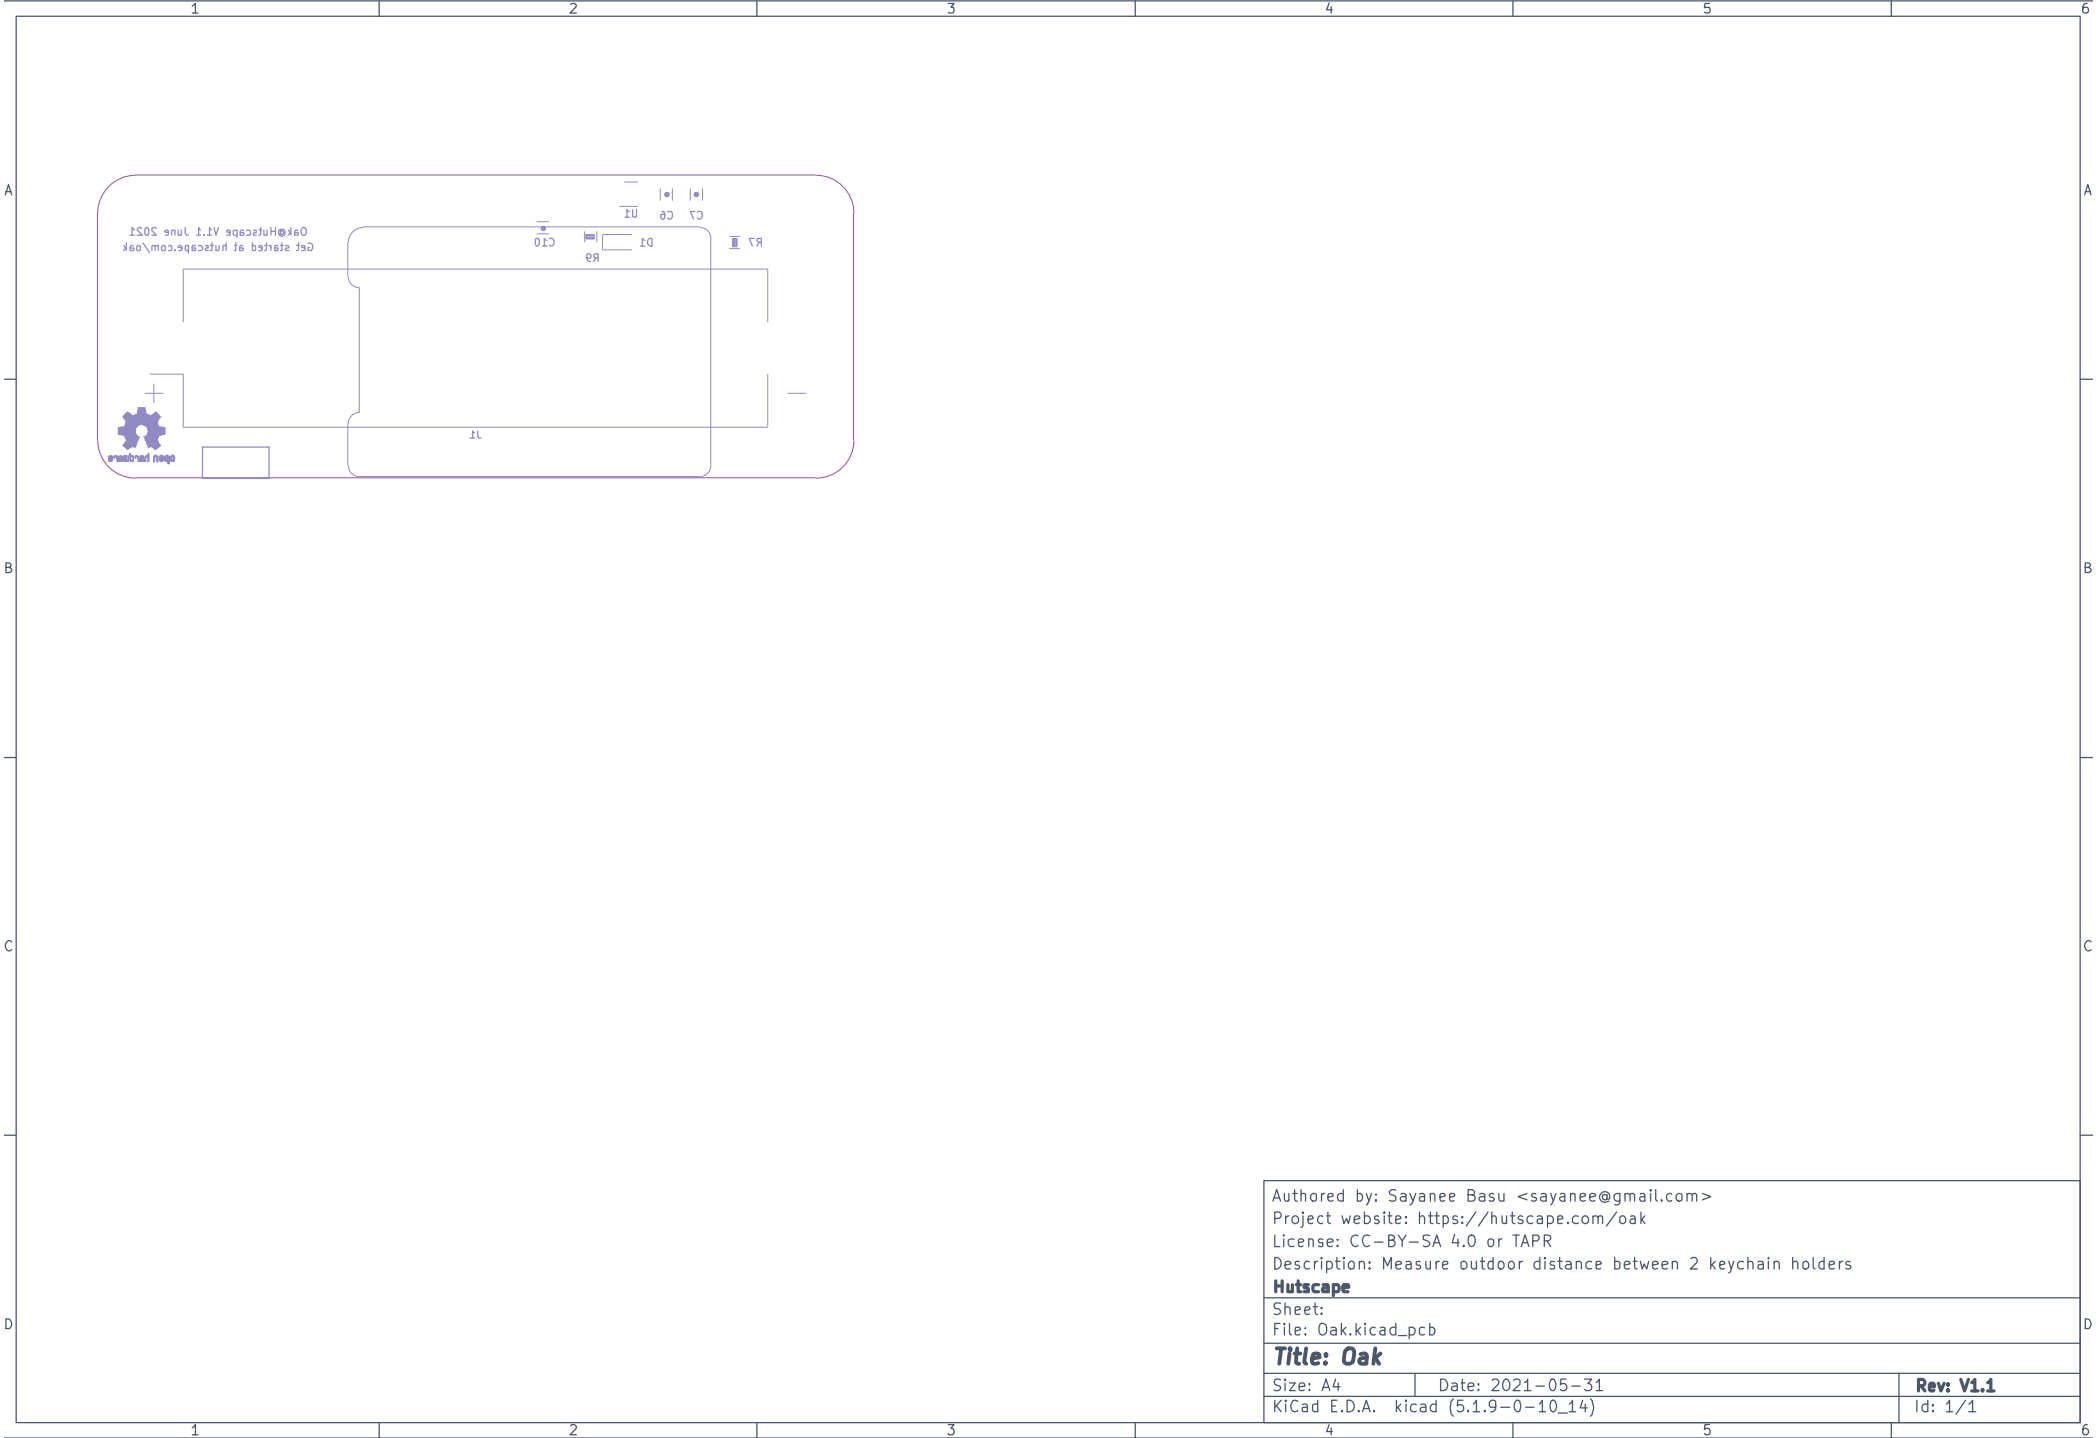 1 2 3 4 5 6
A A
U1 C6 C7
Oak@Hutscape V1.1 June 2021
Get started at hutscape.com/oak
C10 D1 R7
R9
+ −
J1
open hardware
B B
C C
Authored by: Sayanee Basu <sayanee@gmail.com>
Project website: https://hutscape.com/oak
License: CC-BY-SA 4.0 or TAPR
Description: Measure outdoor distance between 2 keychain holders
Hutscape
Sheet:
File: Oak.kicad_pcb
D D
Title: Oak
Size: A4 Date: 2021-05-31 Rev: V1.1
KiCad E.D.A. kicad (5.1.9-0-10_14) Id: 1/1
1 2 3 4 5 6